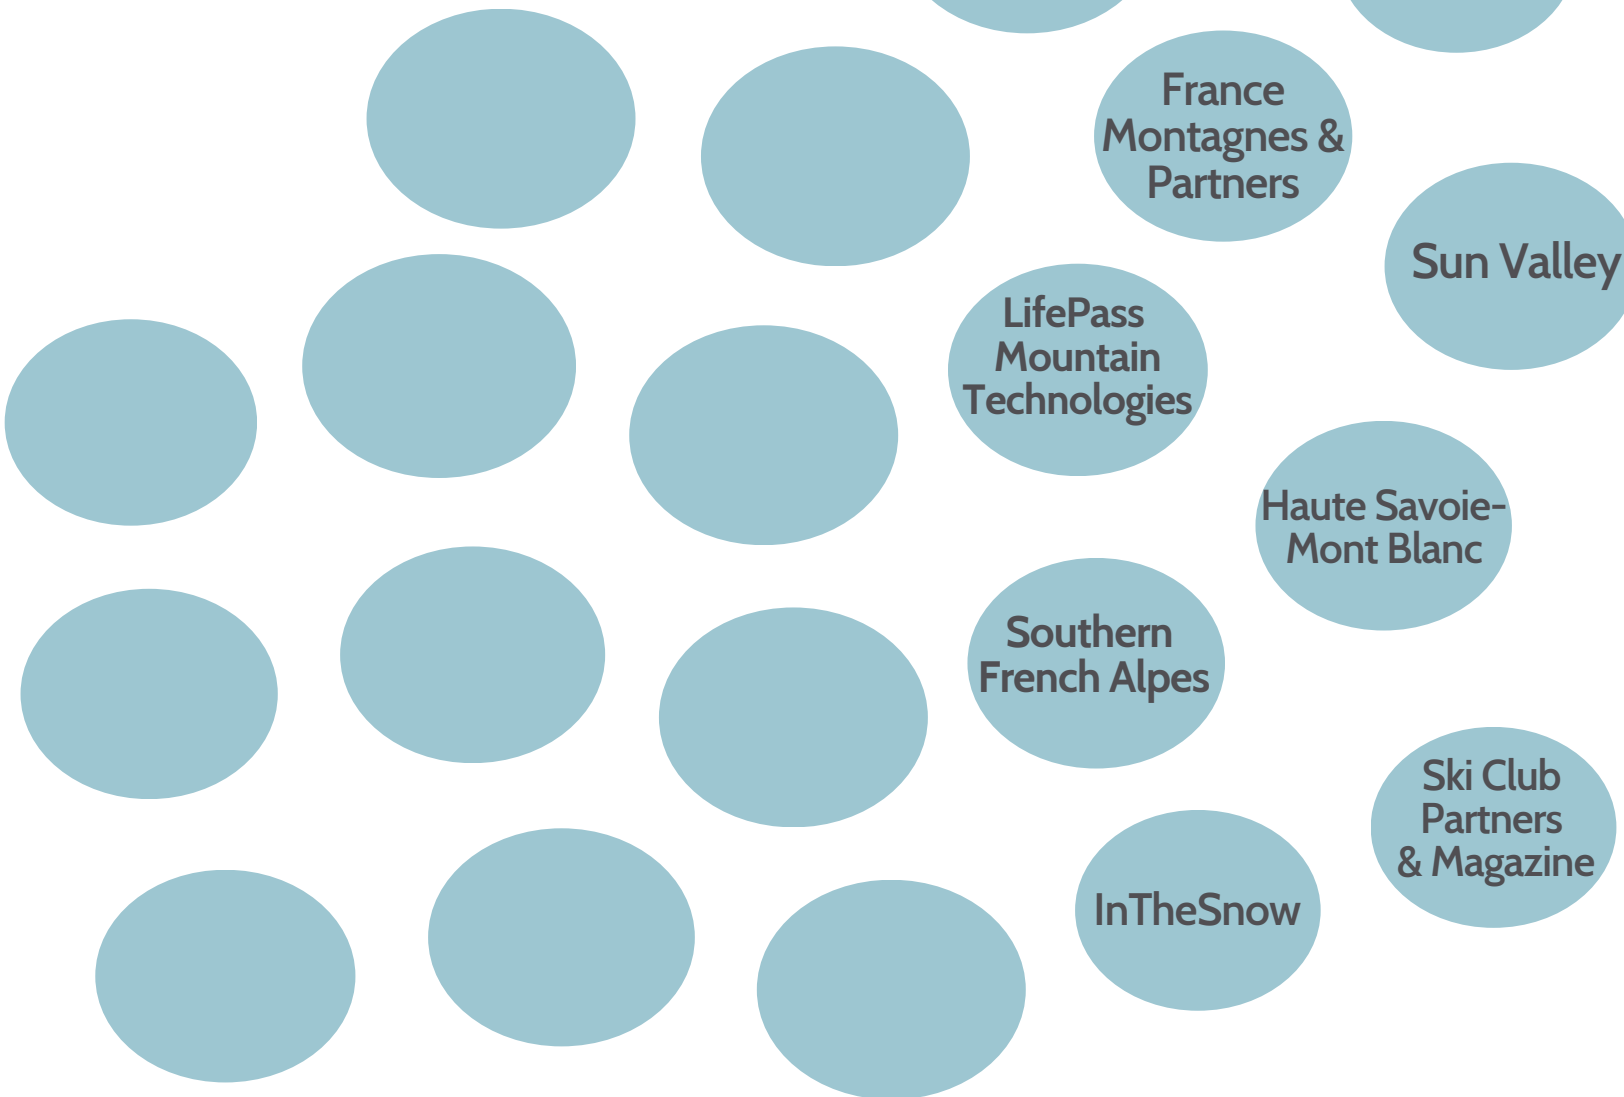 France
Montagnes &
Partners
Sun Valley
LifePass
Mountain
Technologies
Haute Savoie-
Mont Blanc
Southern
French Alpes
Ski Club
Partners
& Magazine
InTheSnow